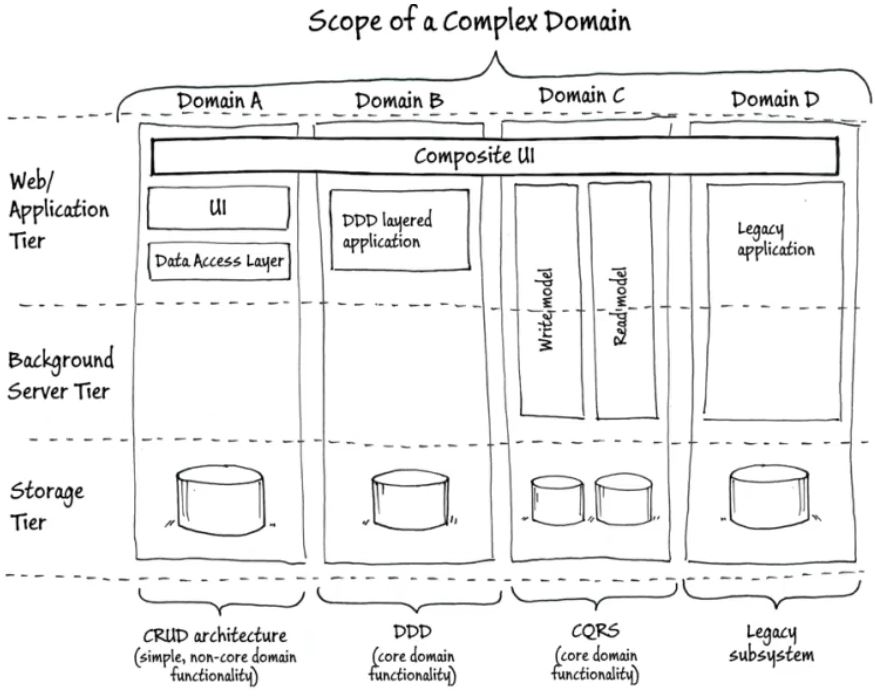 Scope of a Complex Domain
Domain A
Domain B
Domain C
Domain D
Composite UI
Web/
Application
Tier
UI
Data Access Layer
DDD layered
application
Write model
Read model
Legacy
application
Background
Server Tier
Storage
Tier
CRUD architecture
(simple, non-core domain
functionality)
DDD
(core domain
functionality)
CQRS
(core domain
functionality)
Legacy
subsystem